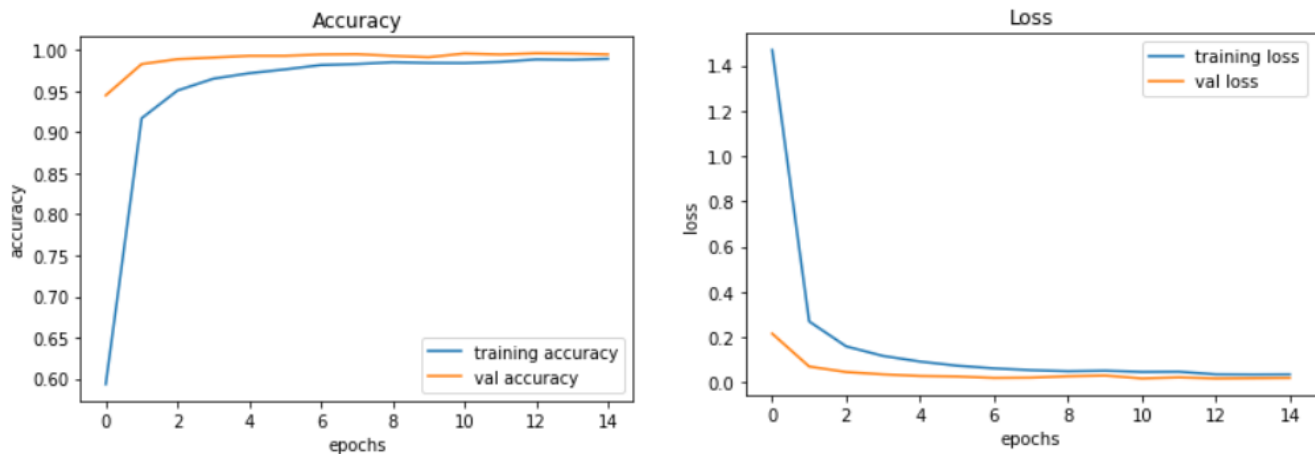 Accuracy
1.00
0.95
0.90
0.85
0.80
0.75
0.70
0.65
0.60
accuracy
training accuracy
val accuracy
0 2 4 6 8 10 12 14
epochs
Loss
1.4
1.2
1.0
0.8
0.6
0.4
0.2
0.0
loss
training loss
val loss
0 2 4 6 8 10 12 14
epochs